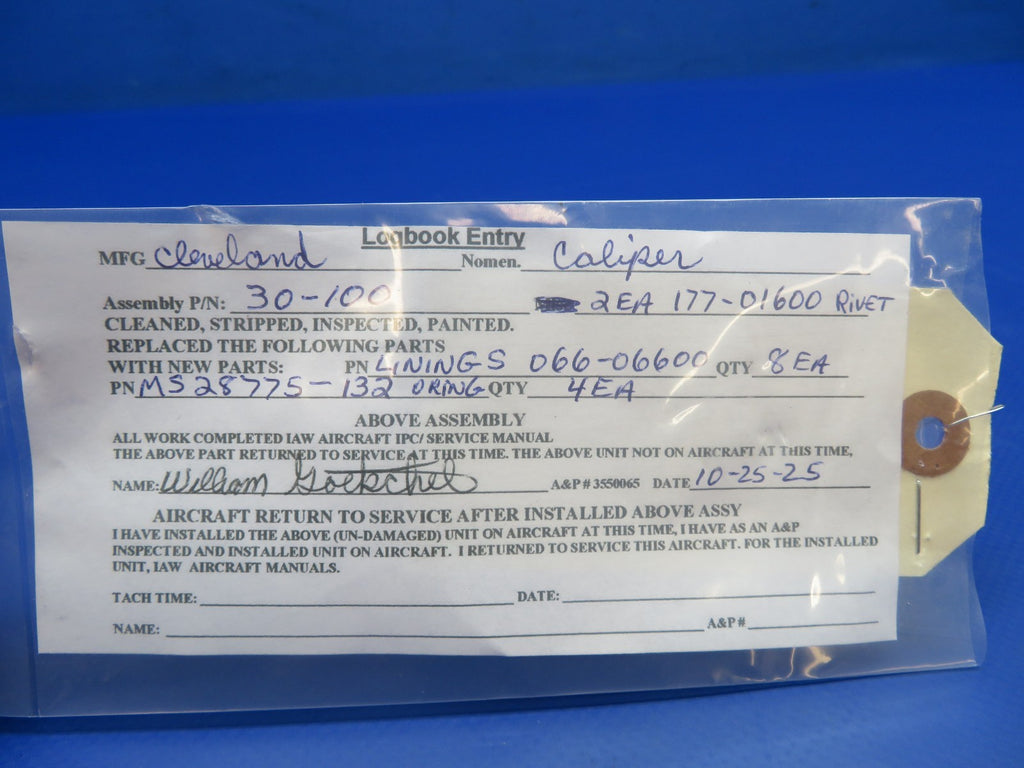 Logbook Entry
MFG Cleveland Nomen. Caliper
Assembly P/N: 30-100 2EA 177-01600 RIVET
CLEANED, STRIPPED, INSPECTED, PAINTED.
REPLACED THE FOLLOWING PARTS
WITH NEW PARTS: PN LININGS 066-06600 QTY 8EA
PN MS28775-132 ORING QTY 4EA
ABOVE ASSEMBLY
ALL WORK COMPLETED IAW AIRCRAFT IPC/ SERVICE MANUAL
THE ABOVE PART RETURNED TO SERVICE AT THIS TIME. THE ABOVE UNIT NOT ON AIRCRAFT AT THIS TIME,
NAME: William A&P # 3550065 DATE 10-25-25
AIRCRAFT RETURN TO SERVICE AFTER INSTALLED ABOVE ASSY
I HAVE INSTALLED THE ABOVE (UN-DAMAGED) UNIT ON AIRCRAFT AT THIS TIME, I HAVE AS AN A&P
INSPECTED AND INSTALLED UNIT ON AIRCRAFT. I RETURNED TO SERVICE THIS AIRCRAFT. FOR THE INSTALLED
UNIT, IAW AIRCRAFT MANUALS.
TACH TIME: DATE:
NAME: A&P #